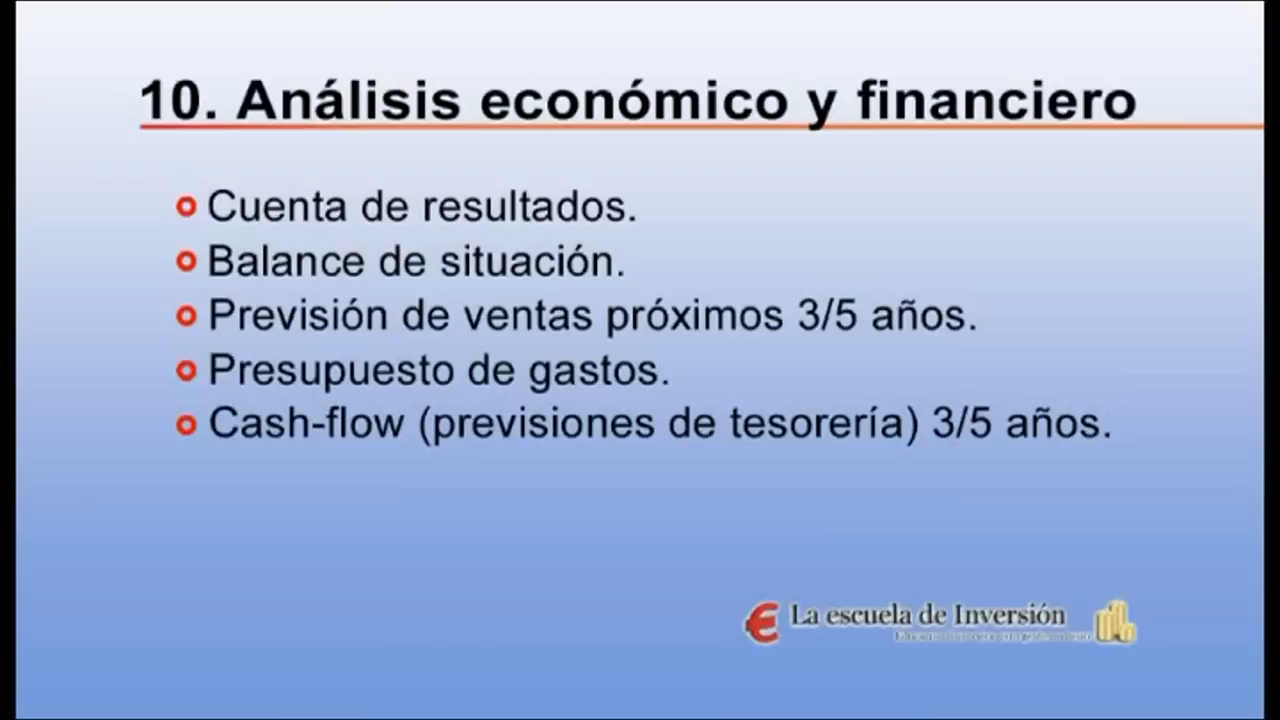 10. Análisis económico y financiero
Cuenta de resultados.
Balance de situación.
Previsión de ventas próximos 3/5 años.
Presupuesto de gastos.
Cash-flow (previsiones de tesorería) 3/5 años.
La escuela de Inversión